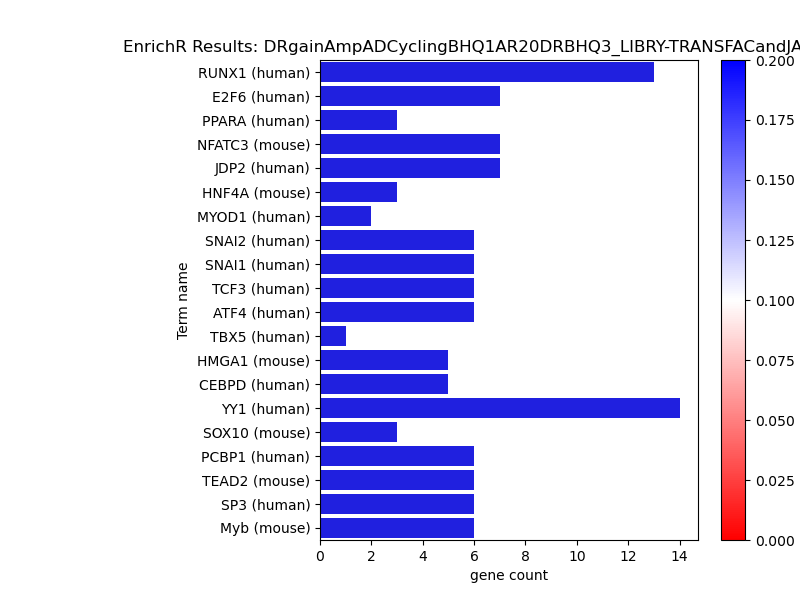 EnrichR Results: DRgainAmpADCyclingBHQ1AR20DRBHQ3_LIBRY-TRANSFACandJA
RUNX1 (human)
E2F6 (human)
PPARA (human)
NFATC3 (mouse)
JDP2 (human)
HNF4A (mouse)
MYOD1 (human)
SNAI2 (human)
SNAI1 (human)
TCF3 (human)
ATF4 (human)
TBX5 (human)
HMGA1 (mouse)
CEBPD (human)
YY1 (human)
SOX10 (mouse)
PCBP1 (human)
TEAD2 (mouse)
SP3 (human)
Myb (mouse)
Term name
0 2 4 6 8 10 12 14
gene count
0.200
0.175
0.150
0.125
0.100
0.075
0.050
0.025
0.000